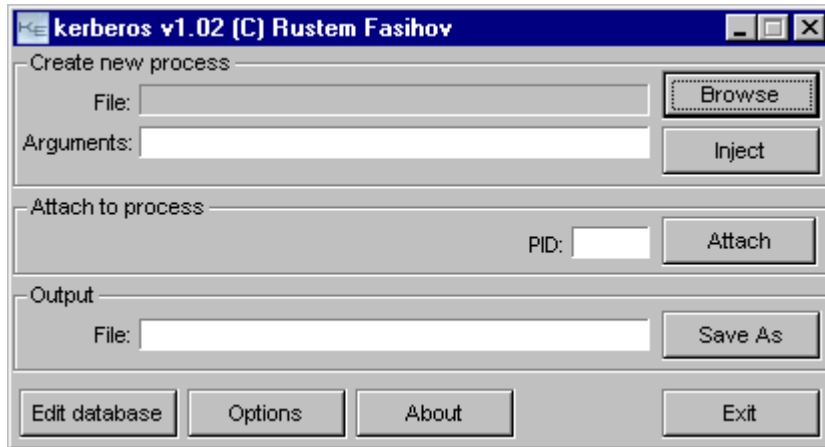 KE kerberos v1.02 (C) Rustem Fasihov
Create new process
File: Browse
Arguments: Inject
Attach to process
PID: Attach
Output
File: Save As
Edit database Options About Exit